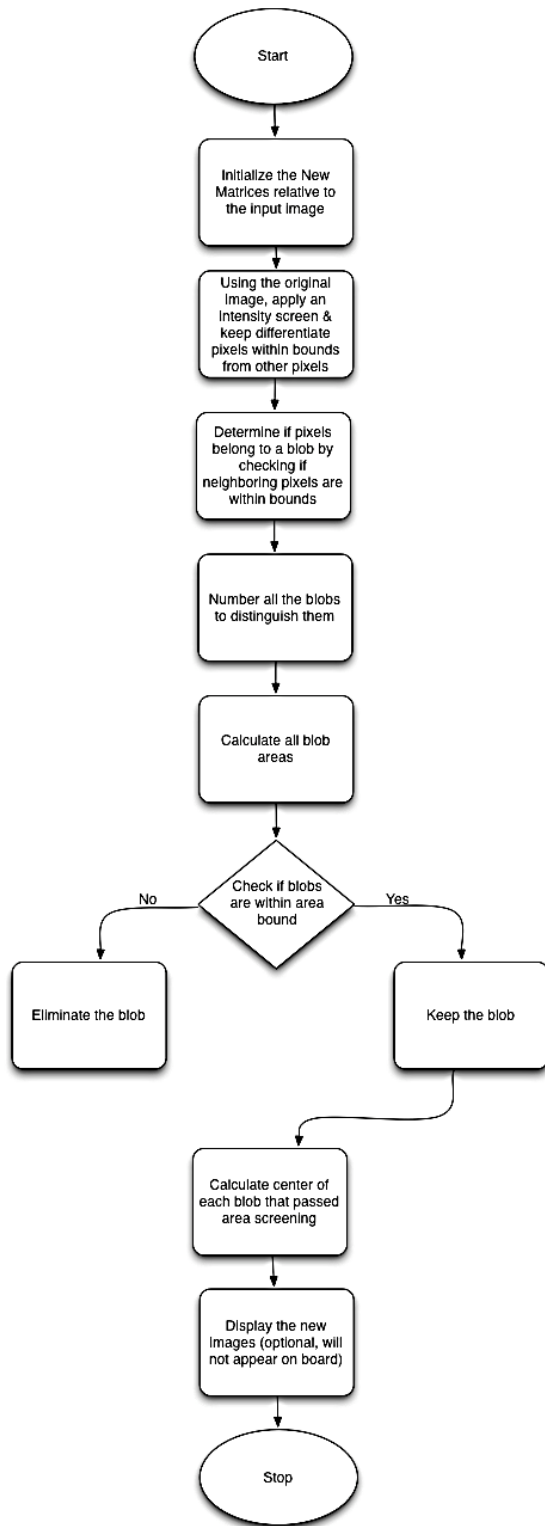 Start
Initialize the New
Matrices relative to
the input image
Using the original
image, apply an
intensity screen &
keep differentiate
pixels within bounds
from other pixels
Determine if pixels
belong to a blob by
checking if
neighboring pixels are
within bounds
Number all the blobs
to distinguish them
Calculate all blob
areas
Check if blobs
are within area
bound
No
Yes
Eliminate the blob
Keep the blob
Calculate center of
each blob that passed
area screening
Display the new
images (optional, will
not appear on board)
Stop